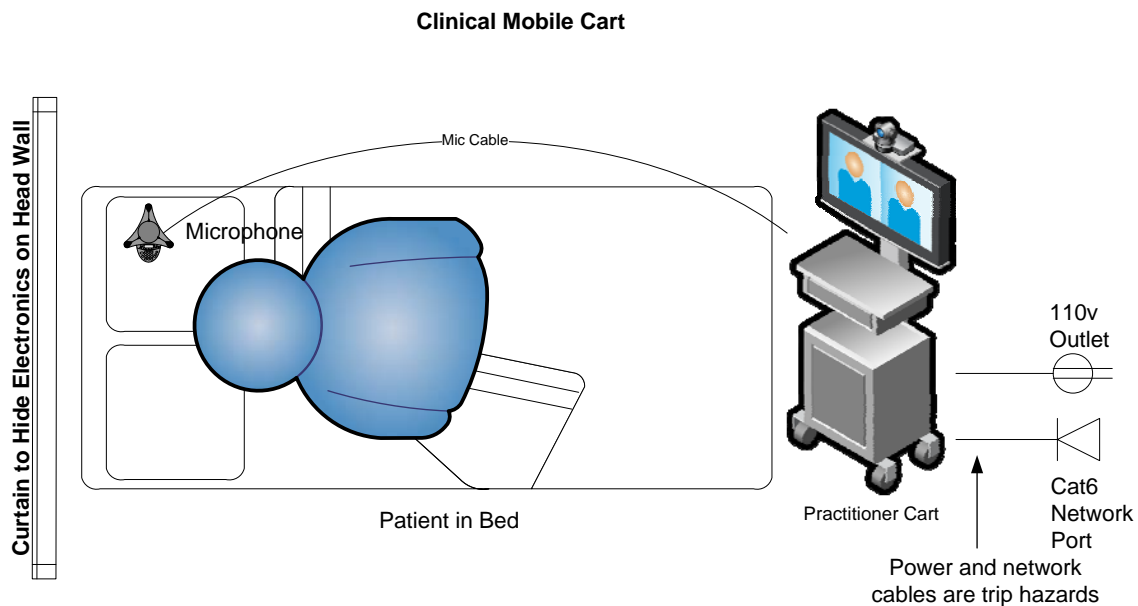 Clinical Mobile Cart
Curtain to Hide Electronics on Head Wall
Mic Cable
Microphone
110v
Outlet
Patient in Bed
Practitioner Cart
Cat6
Network
Port
Power and network
cables are trip hazards